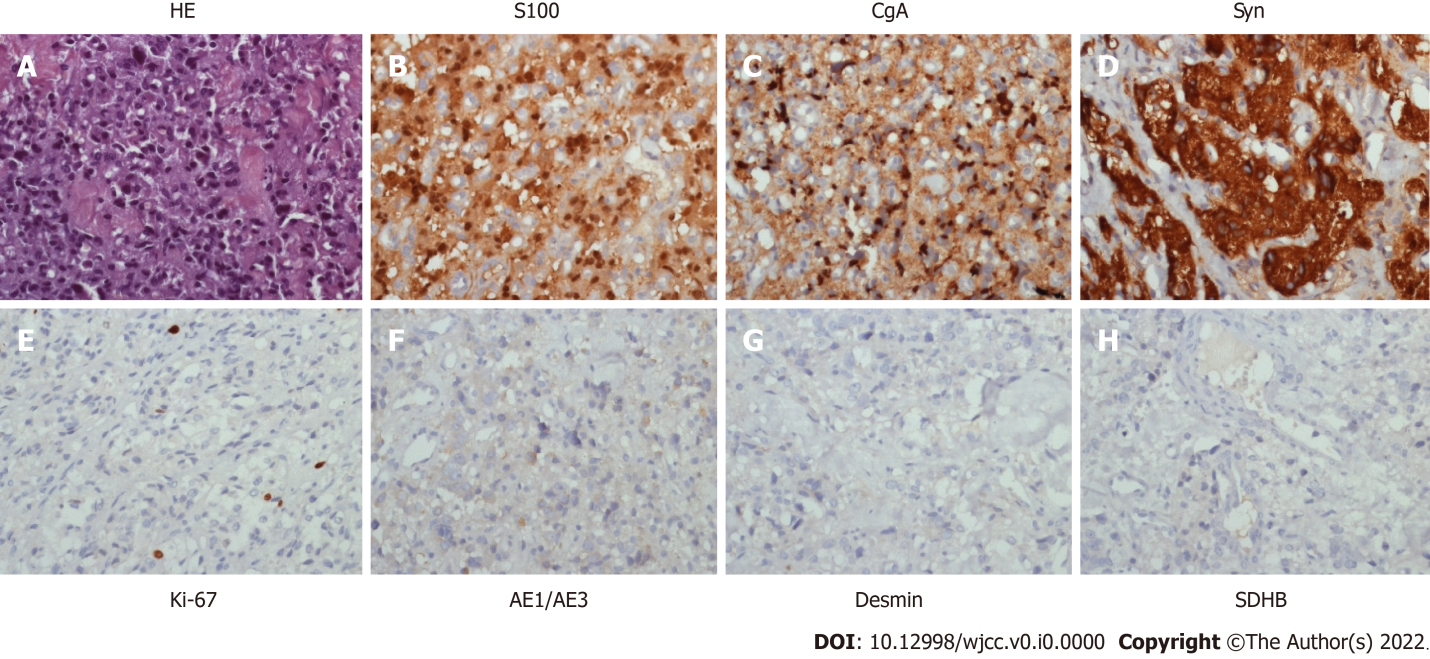 HE S100 CgA Syn
A B C D
E F G H
Ki-67 AE1/AE3 Desmin SDHB
DOI: 10.12998/wjcc.v0.i0.0000 Copyright ©The Author(s) 2022.